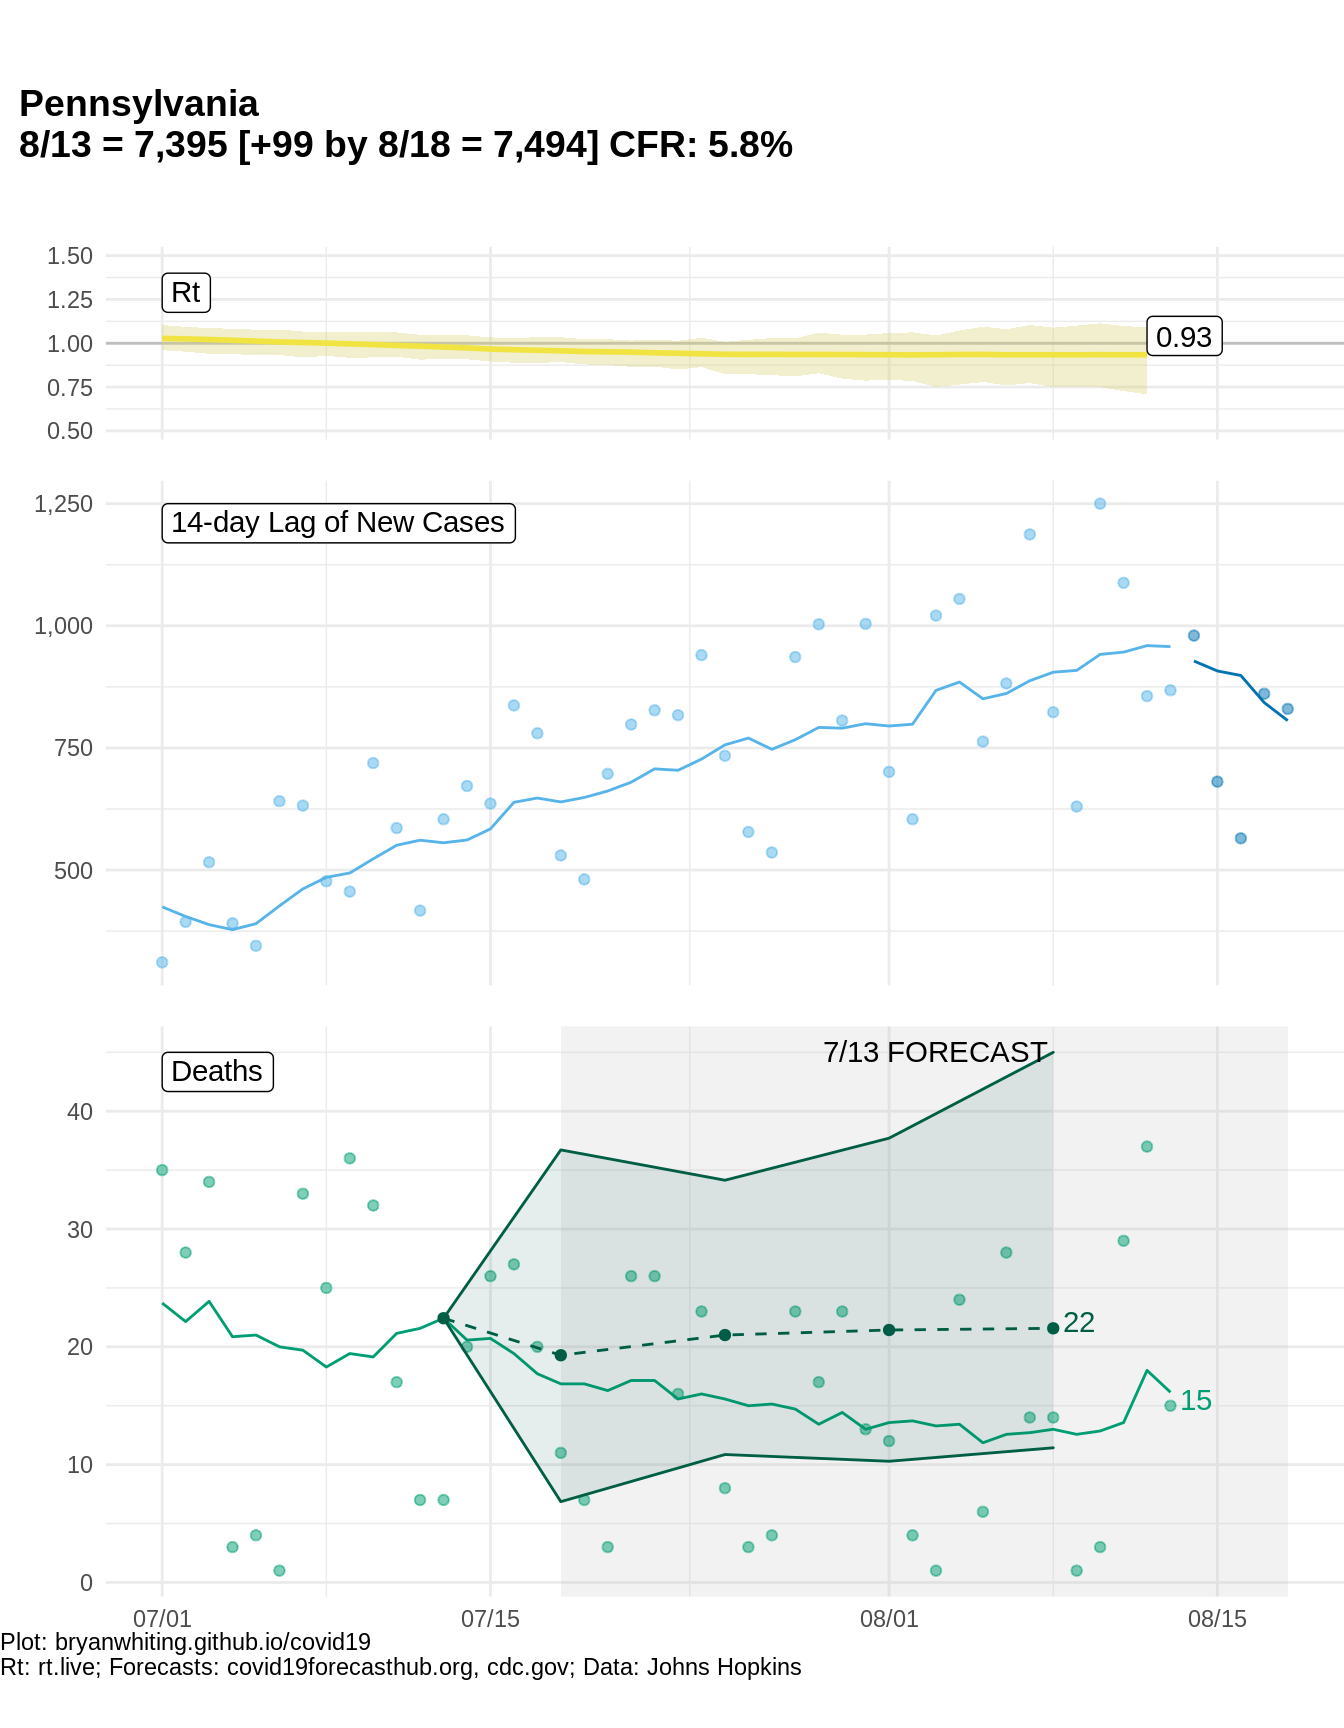 Pennsylvania
8/13 = 7,395 [+99 by 8/18 = 7,494] CFR: 5.8%
1.50
1.25
1.00
0.75
0.50
Rt
0.93
1,250
1,000
750
500
14-day Lag of New Cases
7/13 FORECAST
Deaths
40
30
20
10
0
22
15
07/01
07/15
08/01
08/15
Plot: bryanwhiting.github.io/covid19
Rt: rt.live; Forecasts: covid19forecasthub.org, cdc.gov; Data: Johns Hopkins